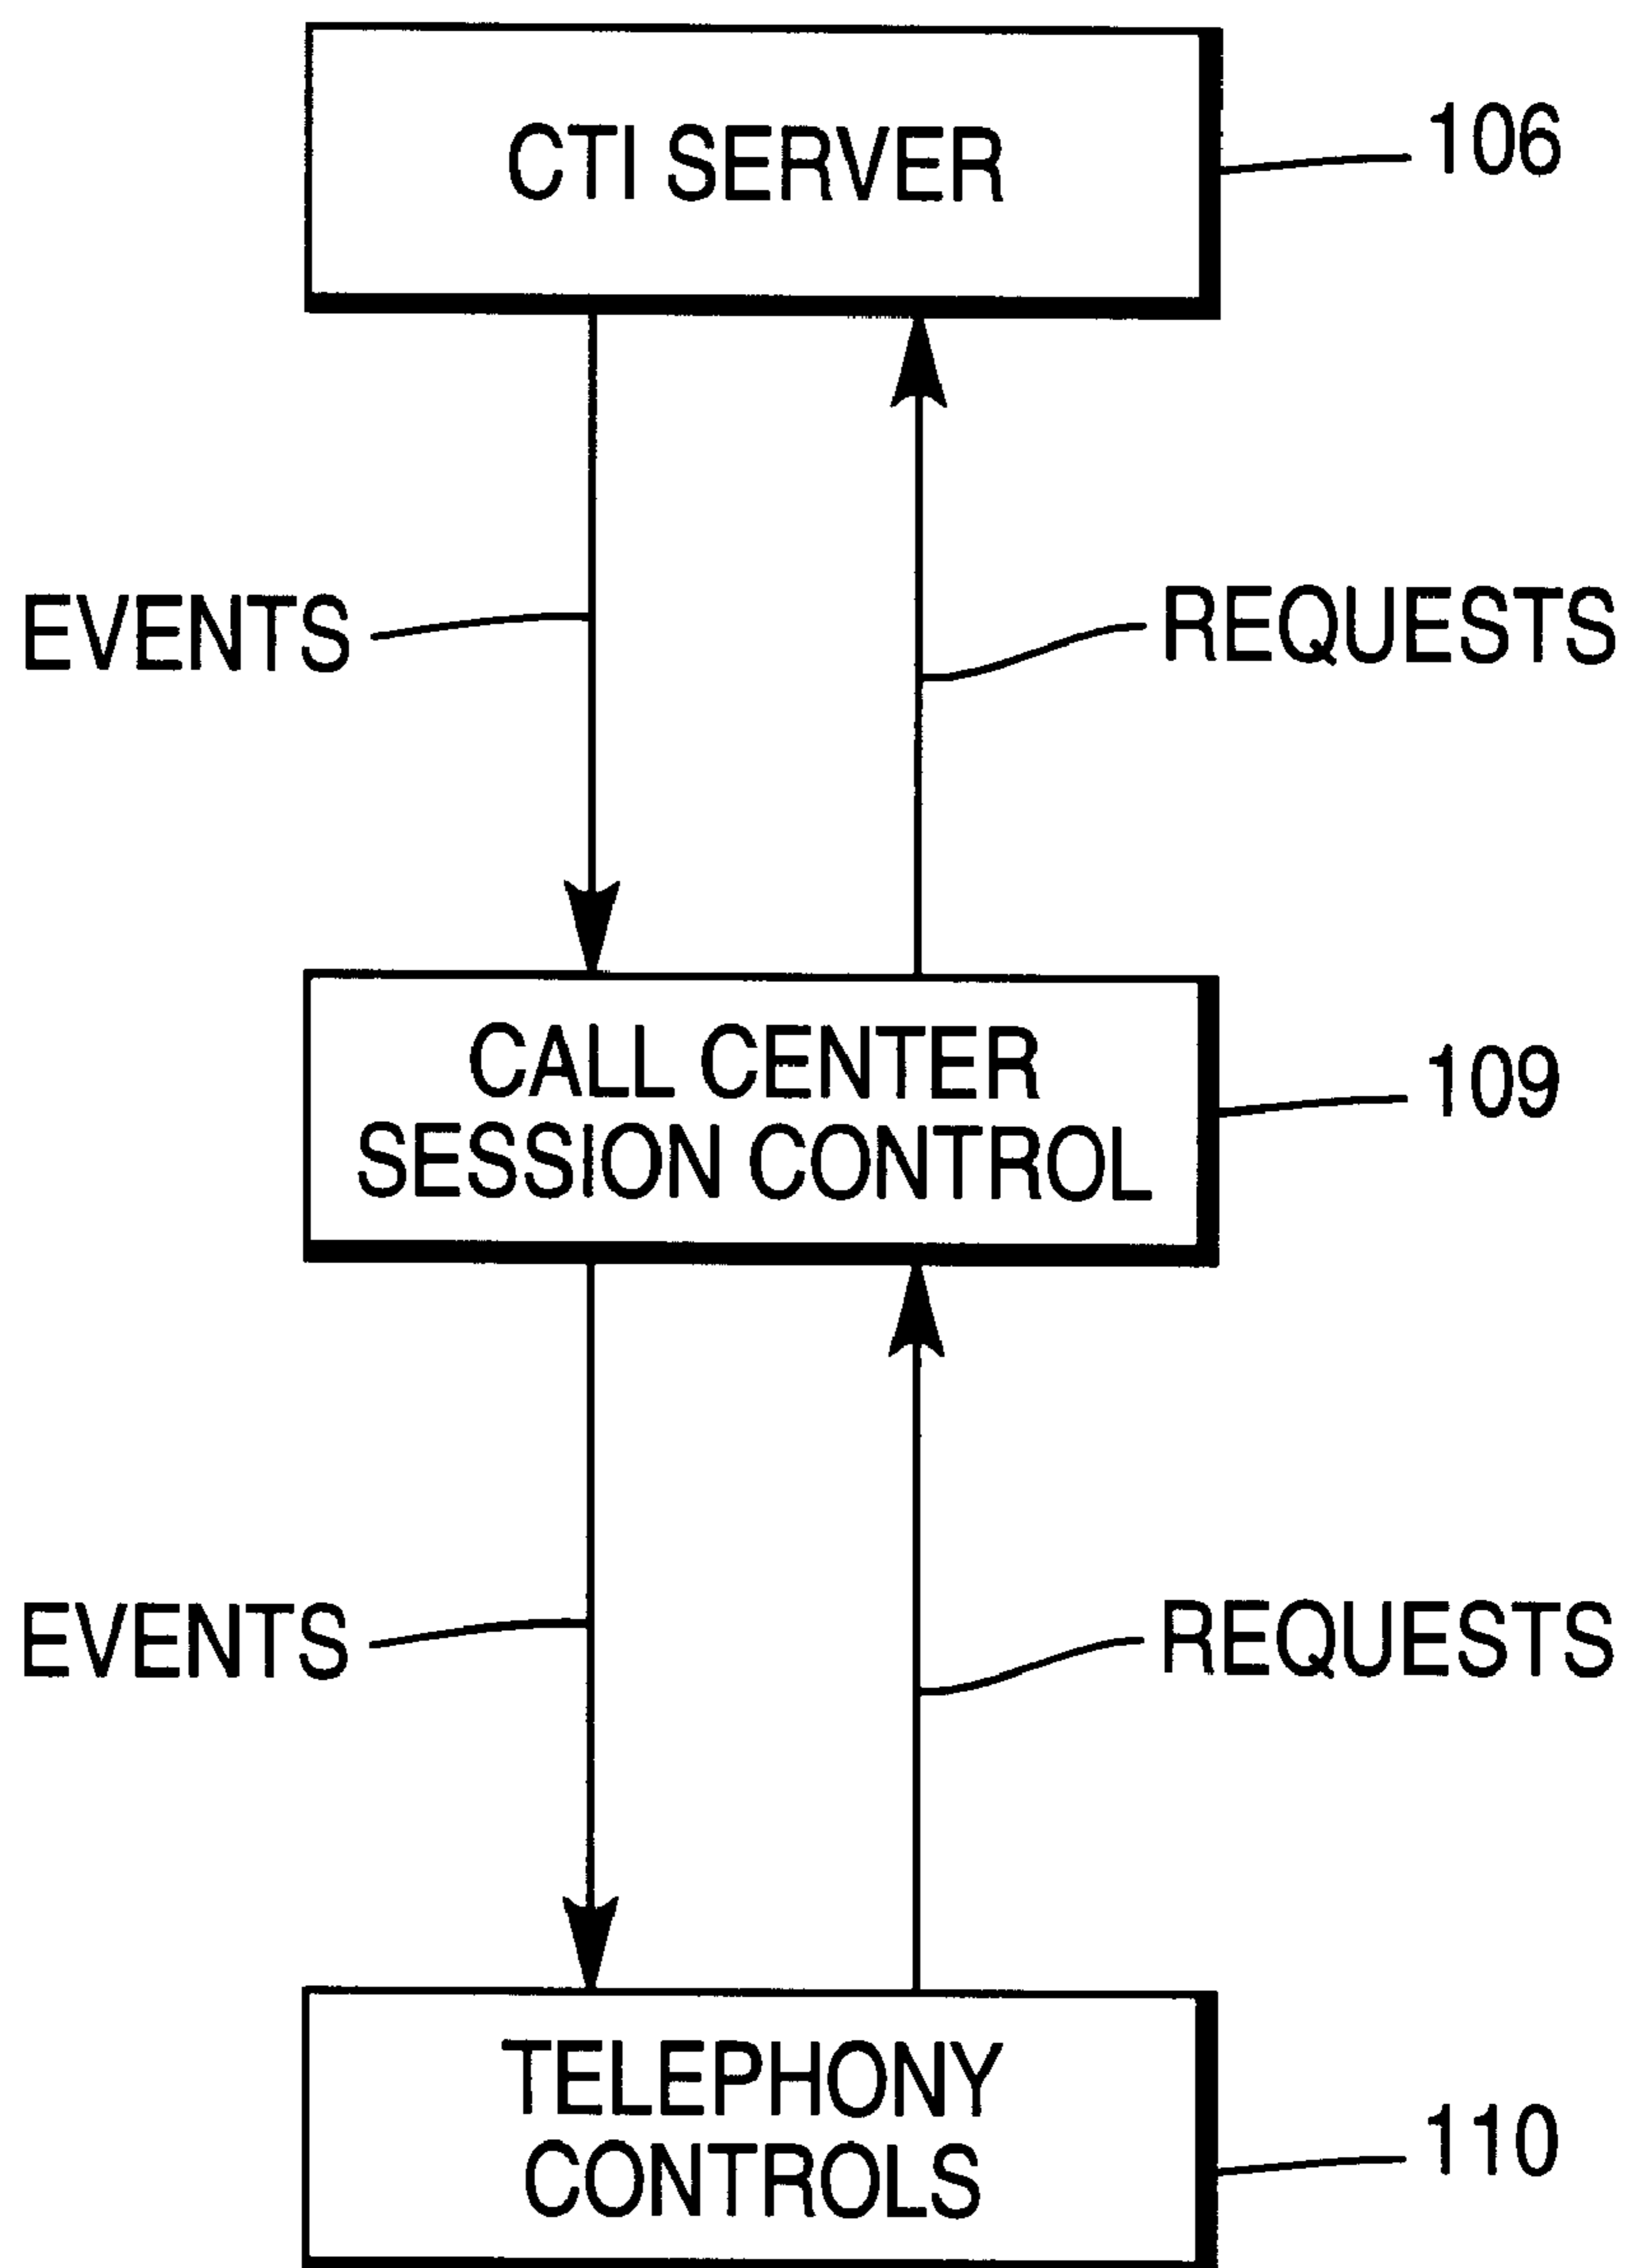 CTI SERVER
106
EVENTS
REQUESTS
CALL CENTER
SESSION CONTROL
109
EVENTS
REQUESTS
TELEPHONY
CONTROLS
110